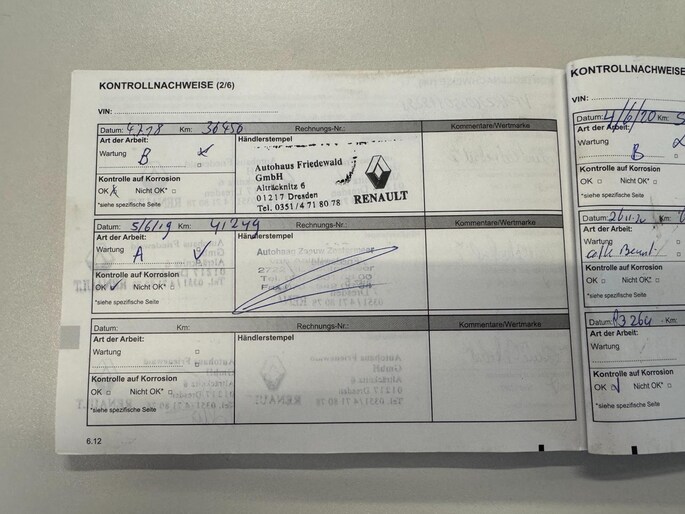 KONTROLLNACHWEISE (2/6)
VIN:
Datum: 4.7.18 Km: 30450 Rechnungs-Nr.: Kommentare/Wertmarke
Art der Arbeit: Händlerstempel
Wartung B
Autohaus Friedewald
GmbH
Alträcknitz 6
01217 Dresden
Tel. 0351/4 71 80 78
RENAULT
Kontrolle auf Korrosion
OK Nicht OK*
*siehe spezifische Seite
Datum: 5/6/19 Km: 41249 Rechnungs-Nr.: Kommentare/Wertmarke
Art der Arbeit: Händlerstempel
Wartung A
Autohaus
Kontrolle auf Korrosion
OK Nicht OK*
*siehe spezifische Seite
Datum: Km: Rechnungs-Nr.: Kommentare/Wertmarke
Art der Arbeit: Händlerstempel
Wartung
Kontrolle auf Korrosion
OK Nicht OK*
*siehe spezifische Seite
6.12
KONTROLLNACHWEISE
Datum: 4/6/20 Km:
Art der Arbeit:
Wartung B
Kontrolle auf Korrosion
OK Nicht OK*
*siehe spezifische Seite
Datum: Km:
Art der Arbeit:
Wartung
Kontrolle auf Korrosion
OK Nicht OK*
*siehe spezifische Seite
Datum: Km:
Art der Arbeit:
Wartung
Kontrolle auf Korrosion
OK Nicht OK*
*siehe spezifische Seite